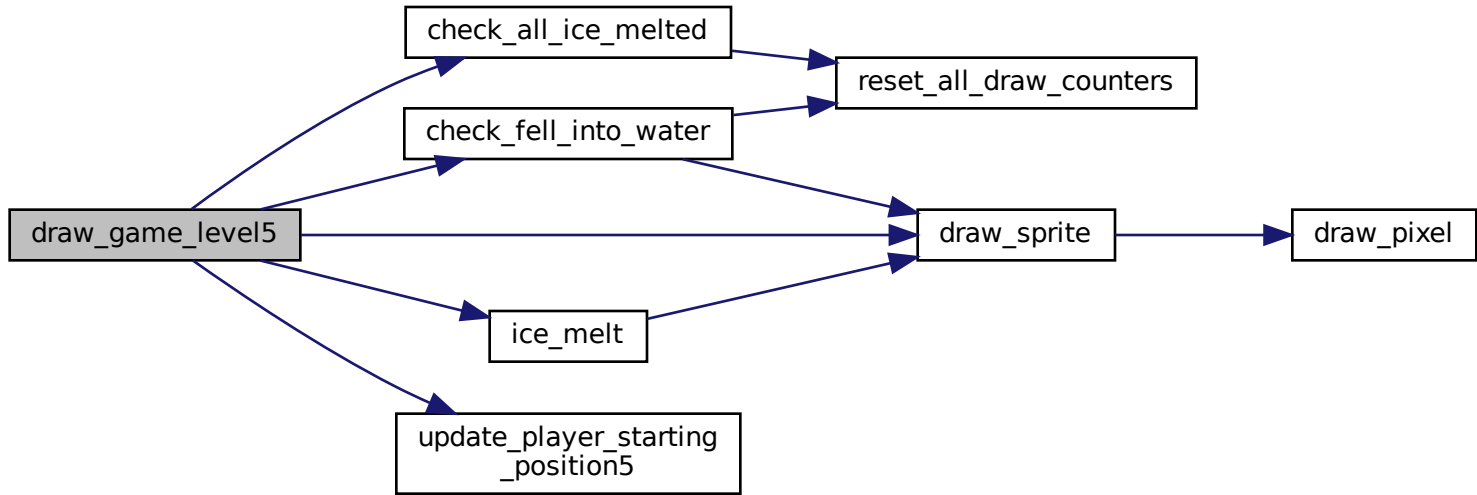 check_all_ice_melted
reset_all_draw_counters
check_fell_into_water
draw_game_level5
draw_sprite
draw_pixel
ice_melt
update_player_starting
_position5